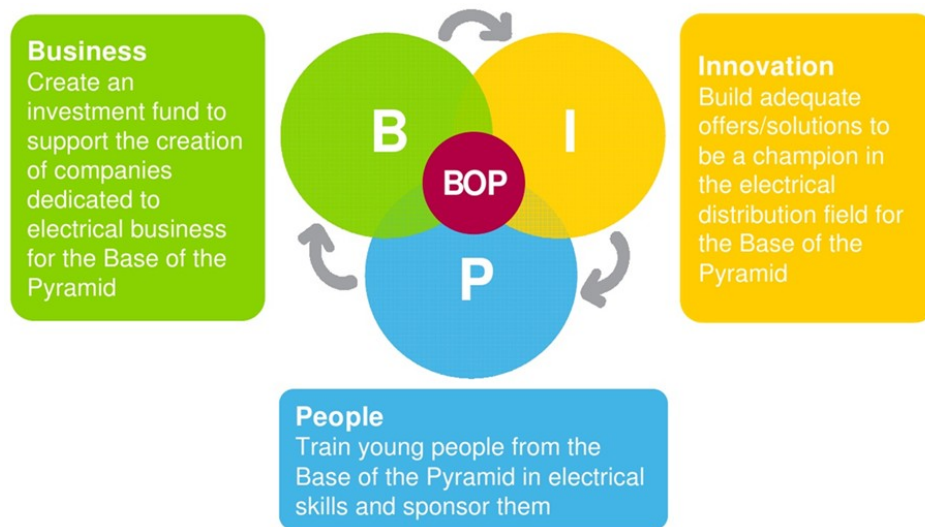 Business
Create an
investment fund to
support the creation
of companies
dedicated to
electrical business
for the Base of the
Pyramid
B
I
BOP
P
Innovation
Build adequate
offers/solutions to
be a champion in
the electrical
distribution field for
the Base of the
Pyramid
People
Train young people from the
Base of the Pyramid in electrical
skills and sponsor them